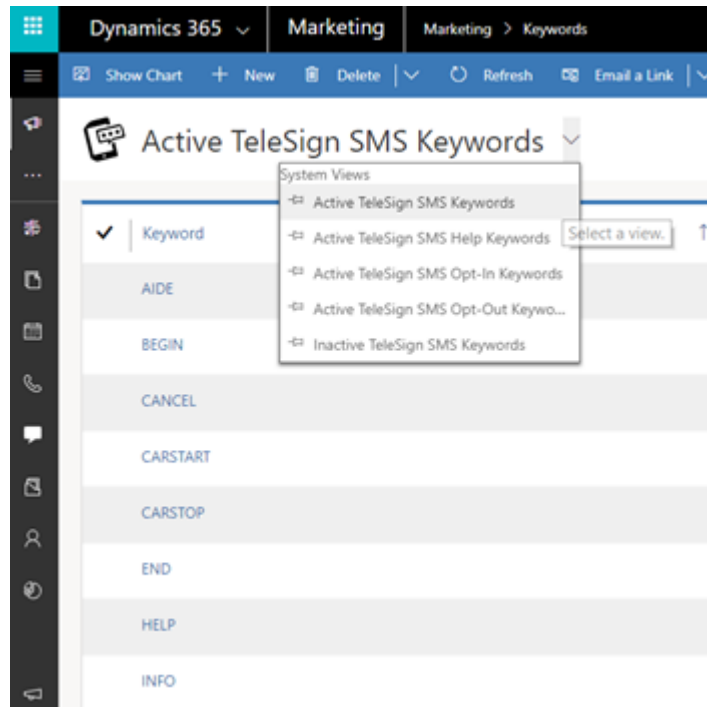 Dynamics 365 Marketing Marketing > Keywords
Show Chart + New Delete Refresh Email a Link
Active TeleSign SMS Keywords
System Views
Active TeleSign SMS Keywords
Keyword
Active TeleSign SMS Help Keywords
Select a view.
Active TeleSign SMS Opt-In Keywords
AIDE
Active TeleSign SMS Opt-Out Keywo...
Inactive TeleSign SMS Keywords
BEGIN
CANCEL
CARSTART
CARSTOP
END
HELP
INFO